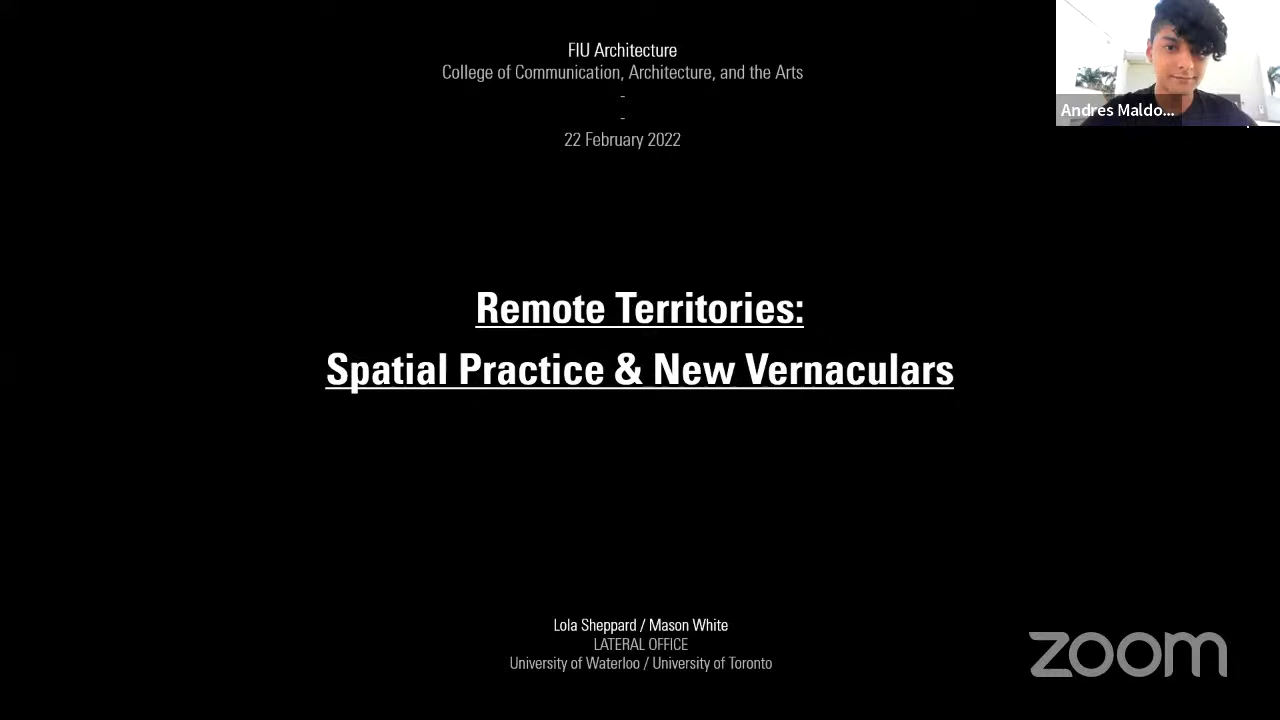 FIU Architecture
College of Communication, Architecture, and the Arts
-
-
22 February 2022
Andres Maldo...
Remote Territories:
Spatial Practice & New Vernaculars
Lola Sheppard / Mason White
LATERAL OFFICE
University of Waterloo / University of Toronto
zoom